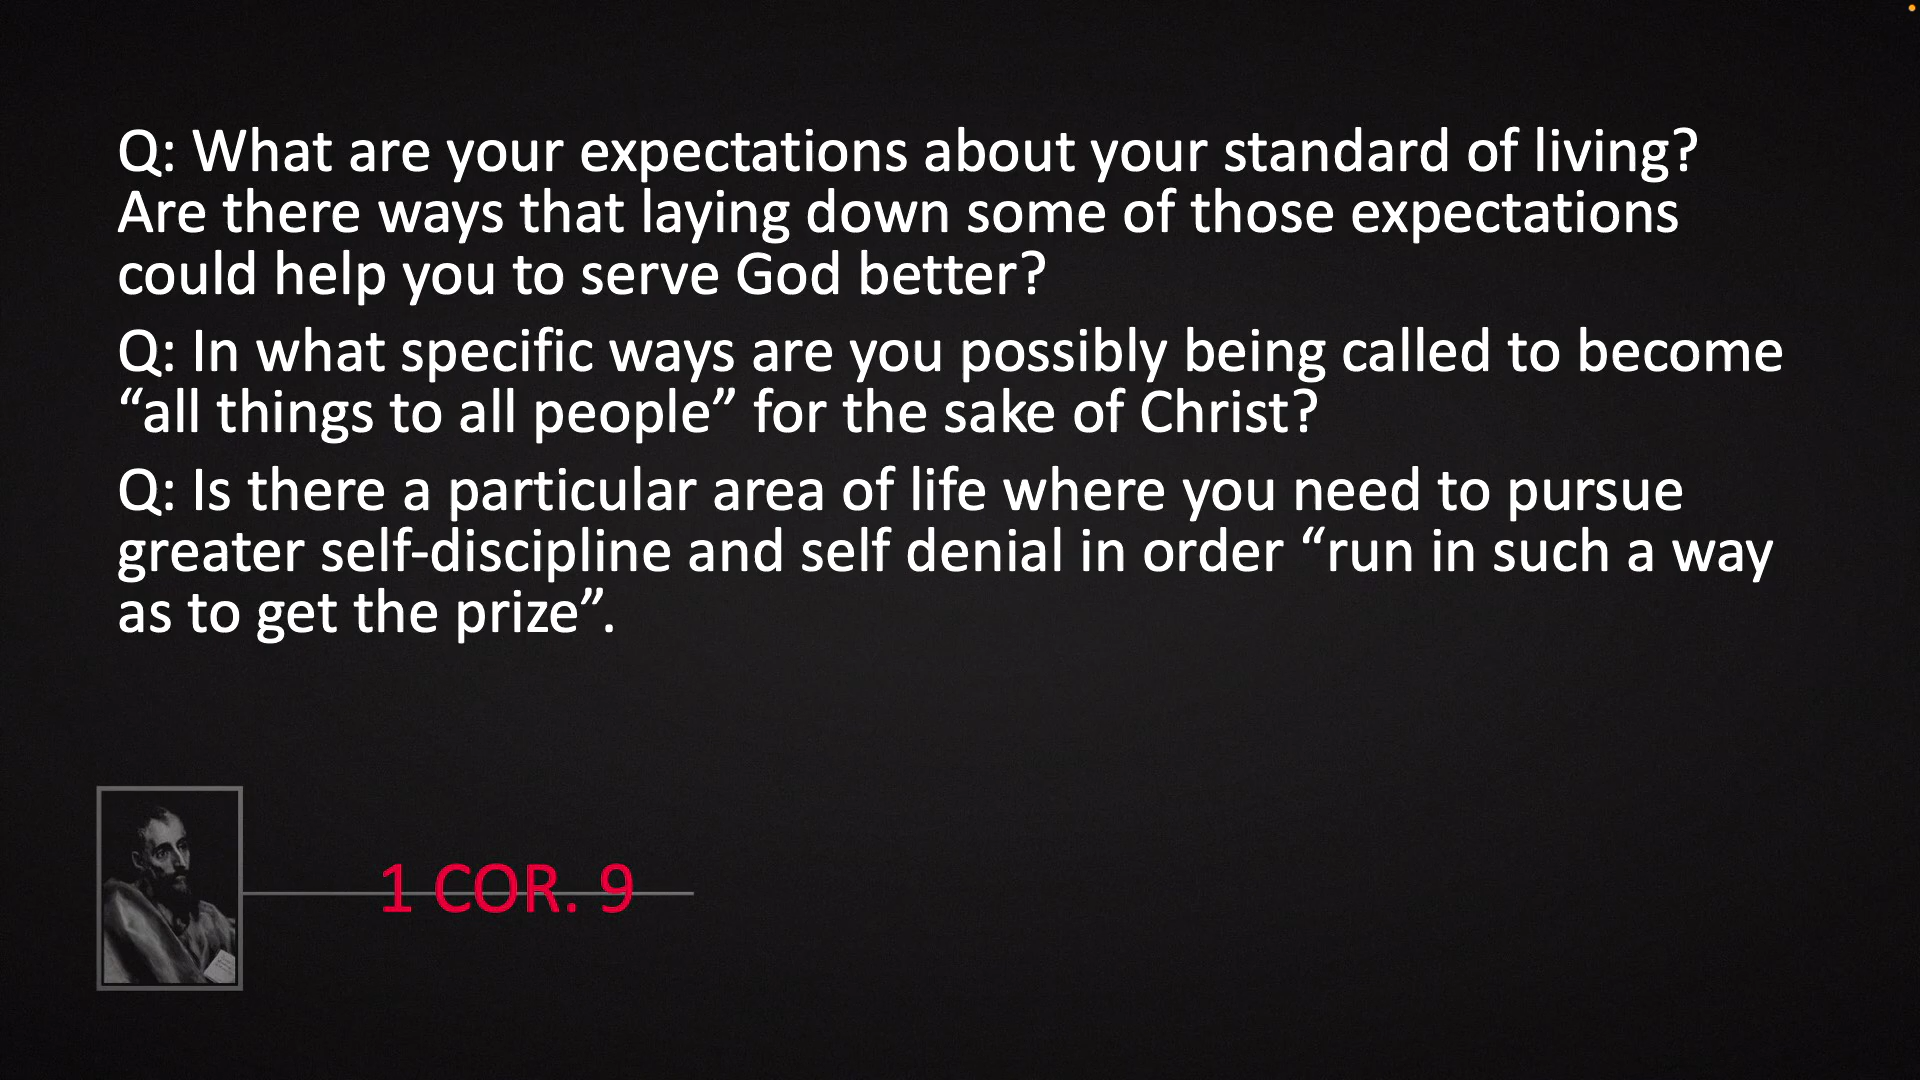 Q: What are your expectations about your standard of living?
Are there ways that laying down some of those expectations
could help you to serve God better?
Q: In what specific ways are you possibly being called to become
“all things to all people” for the sake of Christ?
Q: Is there a particular area of life where you need to pursue
greater self-discipline and self denial in order “run in such a way
as to get the prize”.
1 COR. 9